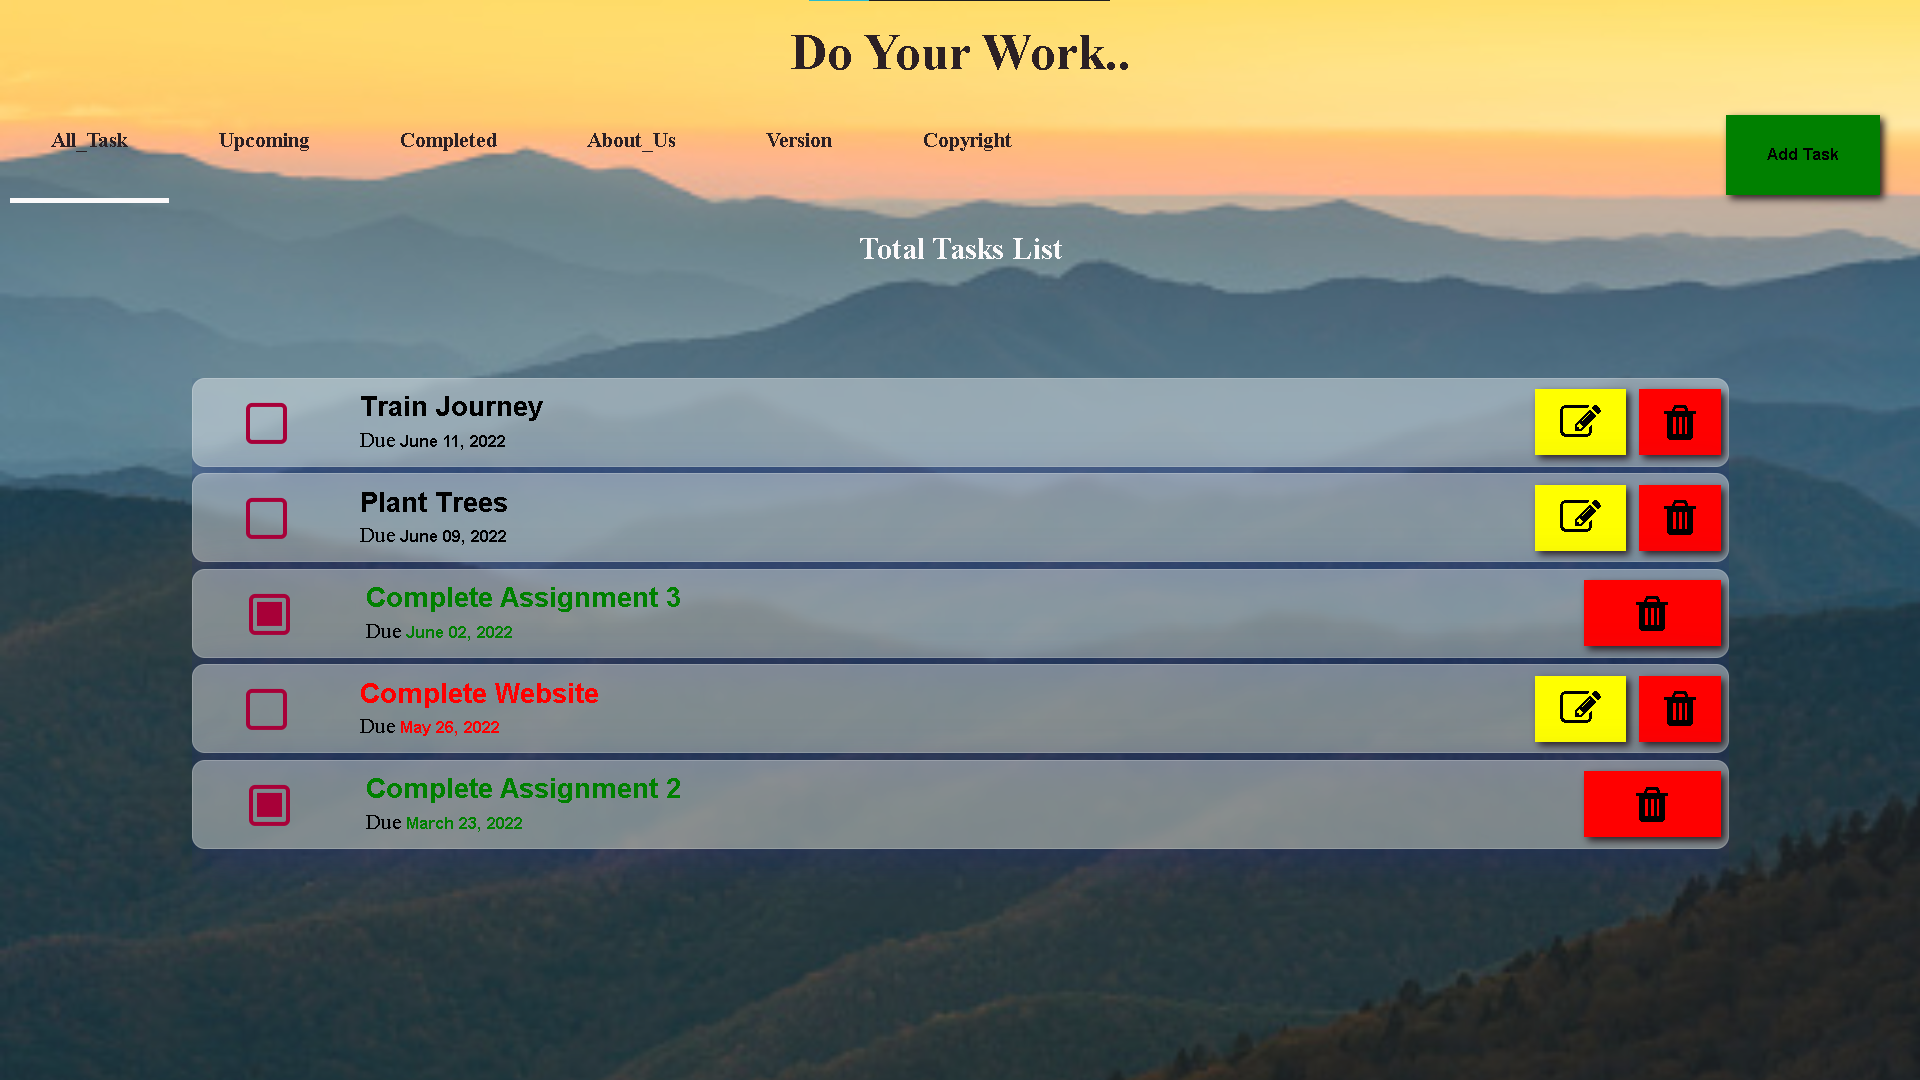 Do Your Work..
All_Task
Upcoming
Completed
About_Us
Version
Copyright
Add Task
Total Tasks List
Train Journey
Due June 11, 2022
Plant Trees
Due June 09, 2022
Complete Assignment 3
Due June 02, 2022
Complete Website
Due May 26, 2022
Complete Assignment 2
Due March 23, 2022